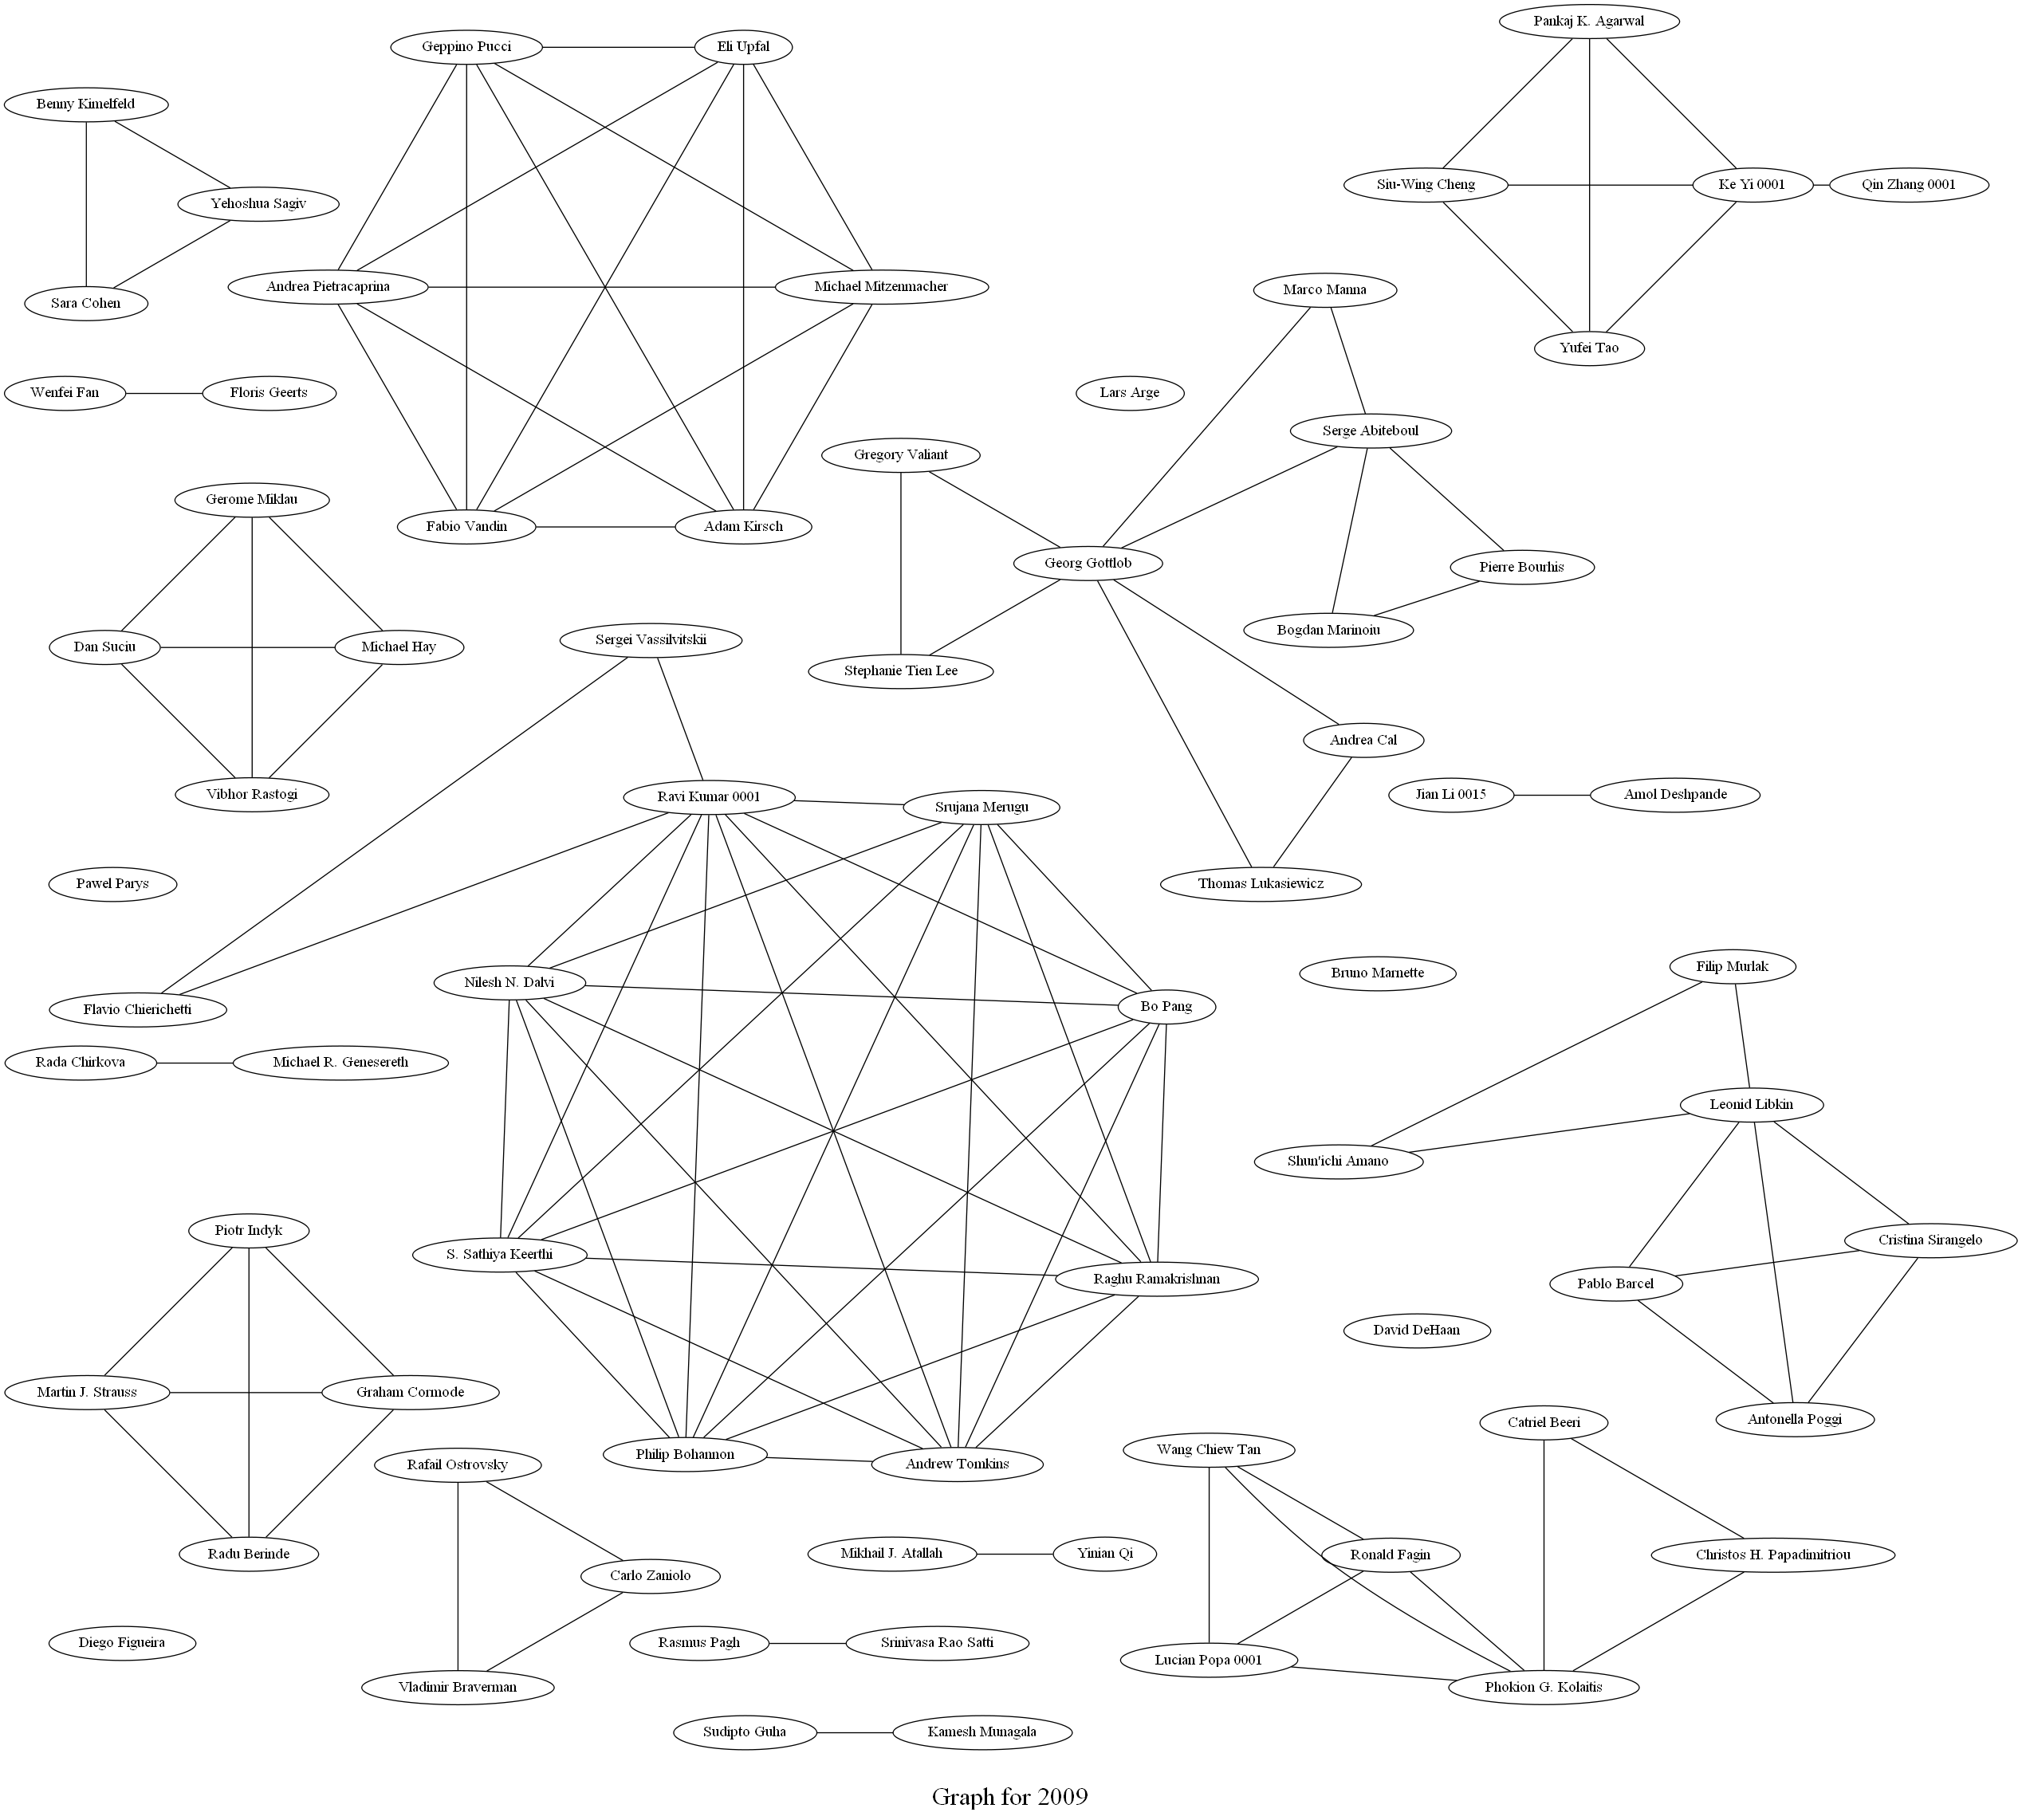 Pankaj K. Agarwal
Geppino Pucci
Eli Upfal
Benny Kimelfeld
Siu-Wing Cheng
Ke Yi 0001
Qin Zhang 0001
Yehoshua Sagiv
Andrea Pietracaprina
Michael Mitzenmacher
Marco Manna
Sara Cohen
Yufei Tao
Wenfei Fan
Floris Geerts
Lars Arge
Serge Abiteboul
Gregory Valiant
Gerome Miklau
Fabio Vandin
Adam Kirsch
Georg Gottlob
Pierre Bourhis
Bogdan Marinoiu
Sergei Vassilvitskii
Dan Suciu
Michael Hay
Stephanie Tien Lee
Andrea Cal
Vibhor Rastogi
Ravi Kumar 0001
Srujana Merugu
Jian Li 0015
Amol Deshpande
Pawel Parys
Thomas Lukasiewicz
Bruno Marnette
Filip Murlak
Nilesh N. Dalvi
Flavio Chierichetti
Bo Pang
Rada Chirkova
Michael R. Genesereth
Leonid Libkin
Shun'ichi Amano
Piotr Indyk
Cristina Sirangelo
S. Sathiya Keerthi
Raghu Ramakrishnan
Pablo Barcel
David DeHaan
Martin J. Strauss
Graham Cormode
Antonella Poggi
Catriel Beeri
Wang Chiew Tan
Philip Bohannon
Andrew Tomkins
Rafail Ostrovsky
Radu Berinde
Mikhail J. Atallah
Yinian Qi
Ronald Fagin
Christos H. Papadimitriou
Carlo Zaniolo
Diego Figueira
Rasmus Pagh
Srinivasa Rao Satti
Lucian Popa 0001
Vladimir Braverman
Phokion G. Kolaitis
Sudipto Guha
Kamesh Munagala
Graph for 2009